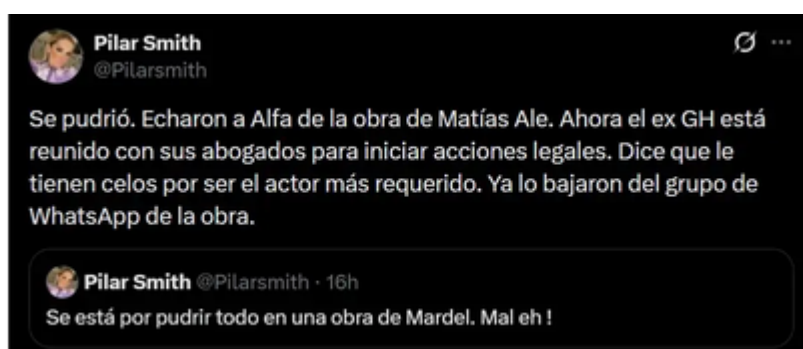 Pilar Smith
@Pilarsmith
Se pudrió. Echaron a Alfa de la obra de Matías Ale. Ahora el ex GH está
reunido con sus abogados para iniciar acciones legales. Dice que le
tienen celos por ser el actor más requerido. Ya lo bajaron del grupo de
WhatsApp de la obra.
Pilar Smith @Pilarsmith · 16h
Se está por pudrir todo en una obra de Mardel. Mal eh !